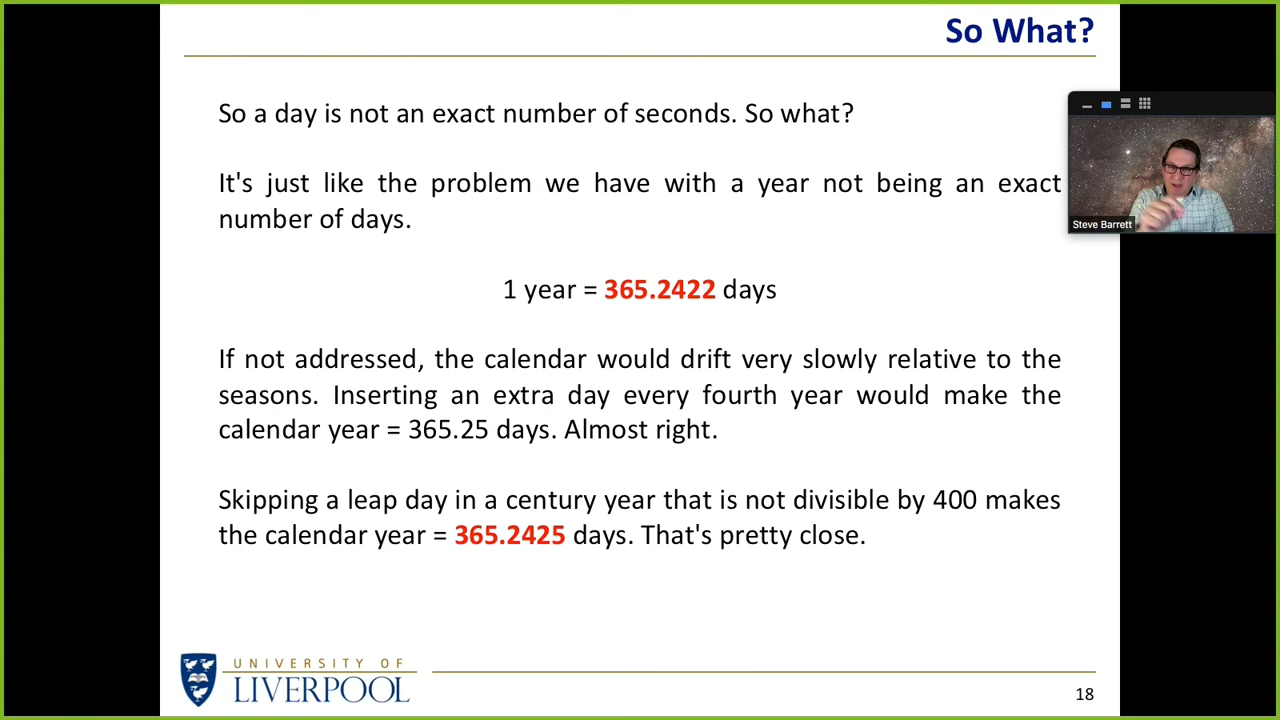 So What?
So a day is not an exact number of seconds. So what?
It's just like the problem we have with a year not being an exact
number of days.
1 year = 365.2422 days
If not addressed, the calendar would drift very slowly relative to the
seasons. Inserting an extra day every fourth year would make the
calendar year = 365.25 days. Almost right.
Skipping a leap day in a century year that is not divisible by 400 makes
the calendar year = 365.2425 days. That's pretty close.
Steve Barrett
UNIVERSITY OF
LIVERPOOL
18